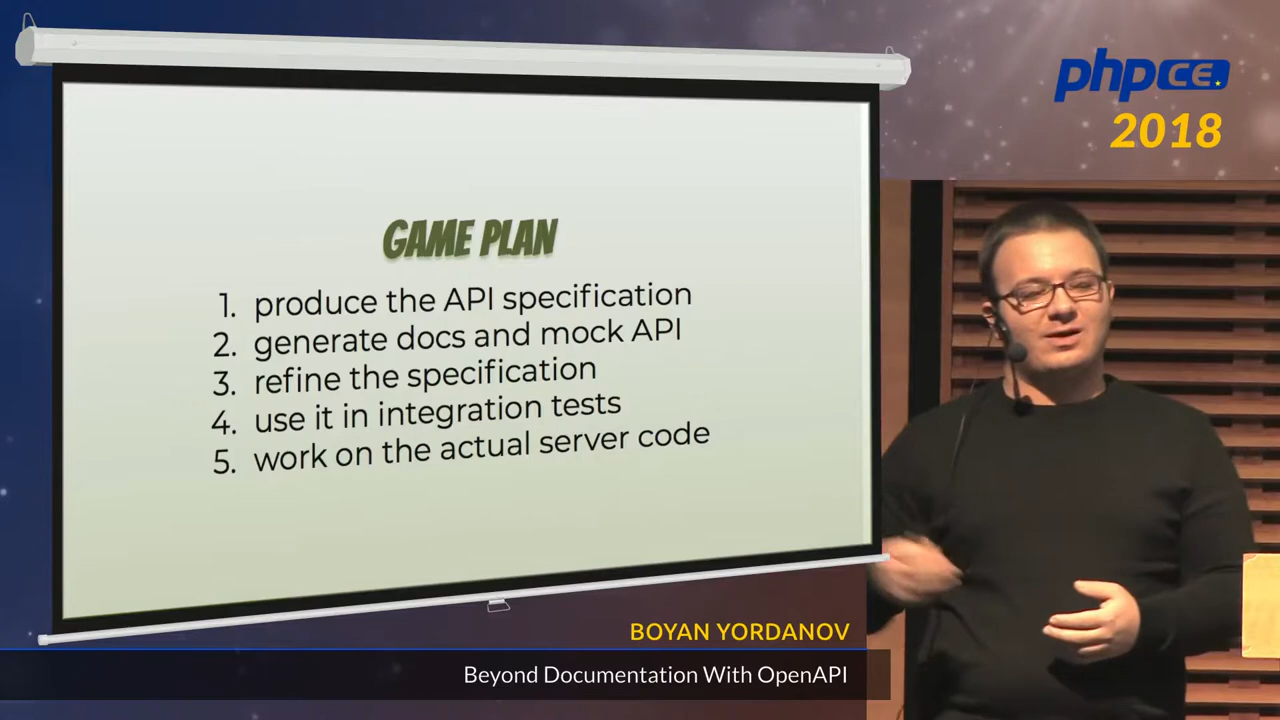 phpCE.
2018
GAME PLAN
1. produce the API specification
2. generate docs and mock API
3. refine the specification
4. use it in integration tests
5. work on the actual server code
BOYAN YORDANOV
Beyond Documentation With OpenAPI